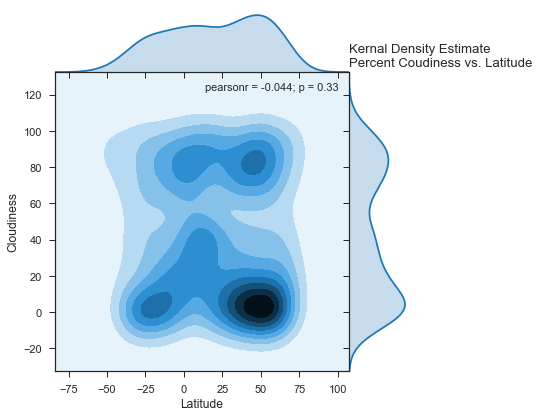 Kernal Density Estimate
Percent Coudiness vs. Latitude
pearsonr = -0.044; p = 0.33
120
100
80
60
40
20
0
−20
Cloudiness
−75 −50 −25 0 25 50 75 100
Latitude